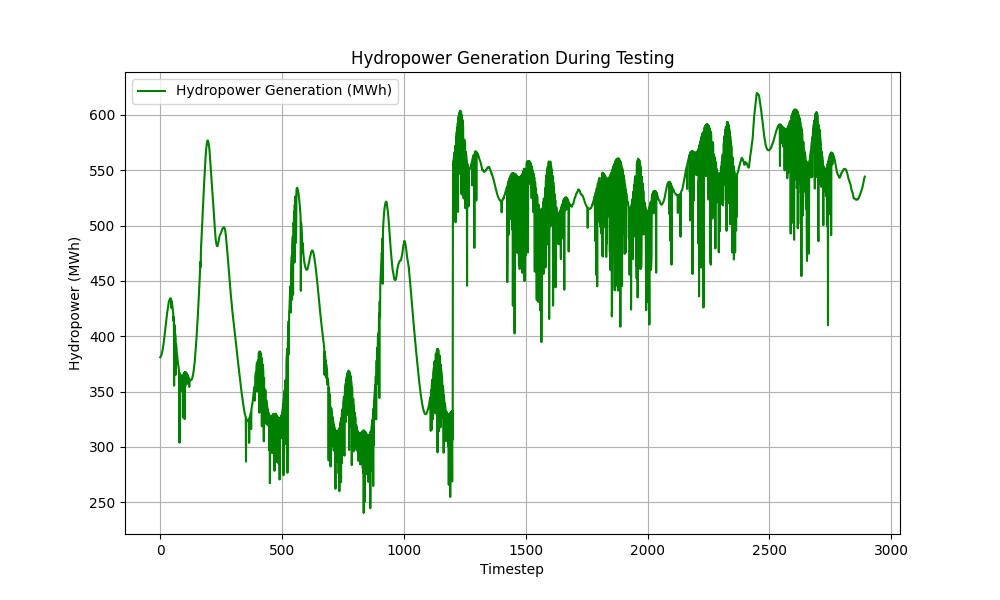 Hydropower Generation During Testing
Hydropower Generation (MWh)
Hydropower (MWh)
600
550
500
450
400
350
300
250
0 500 1000 1500 2000 2500 3000
Timestep